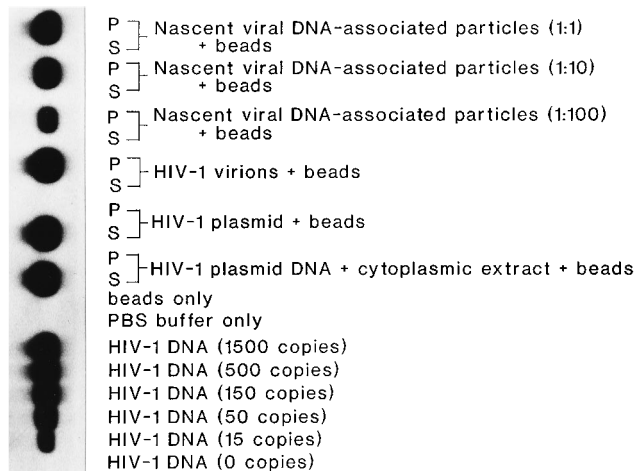 P
S
Nascent viral DNA-associated particles (1:1)
+ beads
P
S
Nascent viral DNA-associated particles (1:10)
+ beads
P
S
Nascent viral DNA-associated particles (1:100)
+ beads
P
S
HIV-1 virions + beads
P
S
HIV-1 plasmid + beads
P
S
HIV-1 plasmid DNA + cytoplasmic extract + beads
beads only
PBS buffer only
HIV-1 DNA (1500 copies)
HIV-1 DNA (500 copies)
HIV-1 DNA (150 copies)
HIV-1 DNA (50 copies)
HIV-1 DNA (15 copies)
HIV-1 DNA (0 copies)